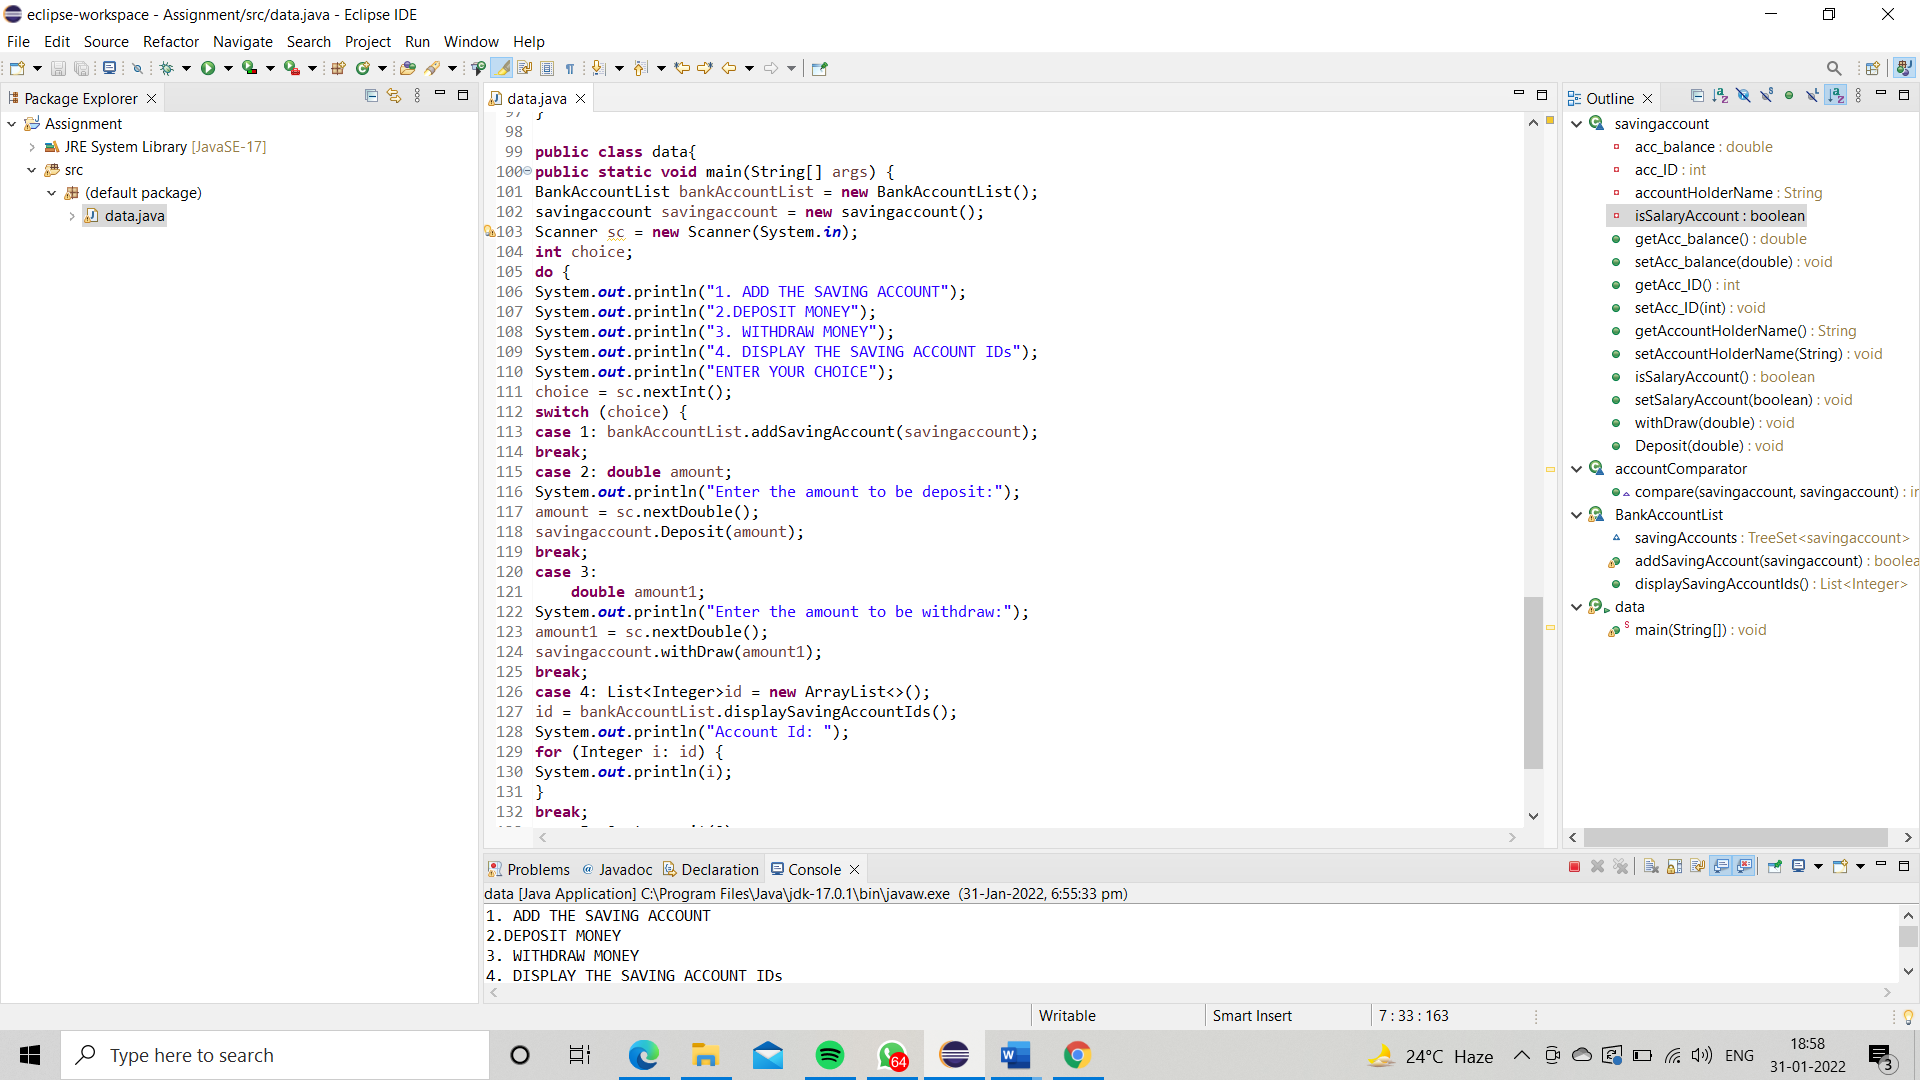 eclipse-workspace - Assignment/src/data.java - Eclipse IDE
File Edit Source Refactor Navigate Search Project Run Window Help
Package Explorer
Assignment
JRE System Library [JavaSE-17]
src
(default package)
data.java
data.java
97 }
98
99 public class data{
100 public static void main(String[] args) {
101 BankAccountList bankAccountList = new BankAccountList();
102 savingaccount savingaccount = new savingaccount();
103 Scanner sc = new Scanner(System.in);
104 int choice;
105 do {
106 System.out.println("1. ADD THE SAVING ACCOUNT");
107 System.out.println("2.DEPOSIT MONEY");
108 System.out.println("3. WITHDRAW MONEY");
109 System.out.println("4. DISPLAY THE SAVING ACCOUNT IDs");
110 System.out.println("ENTER YOUR CHOICE");
111 choice = sc.nextInt();
112 switch (choice) {
113 case 1: bankAccountList.addSavingAccount(savingaccount);
114 break;
115 case 2: double amount;
116 System.out.println("Enter the amount to be deposit:");
117 amount = sc.nextDouble();
118 savingaccount.Deposit(amount);
119 break;
120 case 3:
121 double amount1;
122 System.out.println("Enter the amount to be withdraw:");
123 amount1 = sc.nextDouble();
124 savingaccount.withDraw(amount1);
125 break;
126 case 4: List<Integer>id = new ArrayList<>();
127 id = bankAccountList.displaySavingAccountIds();
128 System.out.println("Account Id: ");
129 for (Integer i: id) {
130 System.out.println(i);
131 }
132 break;
Outline
savingaccount
acc_balance : double
acc_ID : int
accountHolderName : String
isSalaryAccount : boolean
getAcc_balance() : double
setAcc_balance(double) : void
getAcc_ID() : int
setAcc_ID(int) : void
getAccountHolderName() : String
setAccountHolderName(String) : void
isSalaryAccount() : boolean
setSalaryAccount(boolean) : void
withDraw(double) : void
Deposit(double) : void
accountComparator
compare(savingaccount, savingaccount) : in
BankAccountList
savingAccounts : TreeSet<savingaccount>
addSavingAccount(savingaccount) : boolea
displaySavingAccountIds() : List<Integer>
data
main(String[]) : void
Problems Javadoc Declaration Console
data [Java Application] C:\Program Files\Java\jdk-17.0.1\bin\javaw.exe (31-Jan-2022, 6:55:33 pm)
1. ADD THE SAVING ACCOUNT
2.DEPOSIT MONEY
3. WITHDRAW MONEY
4. DISPLAY THE SAVING ACCOUNT IDs
Writable Smart Insert 7 : 33 : 163
Type here to search
64
24°C Haze
ENG
18:58
31-01-2022
3